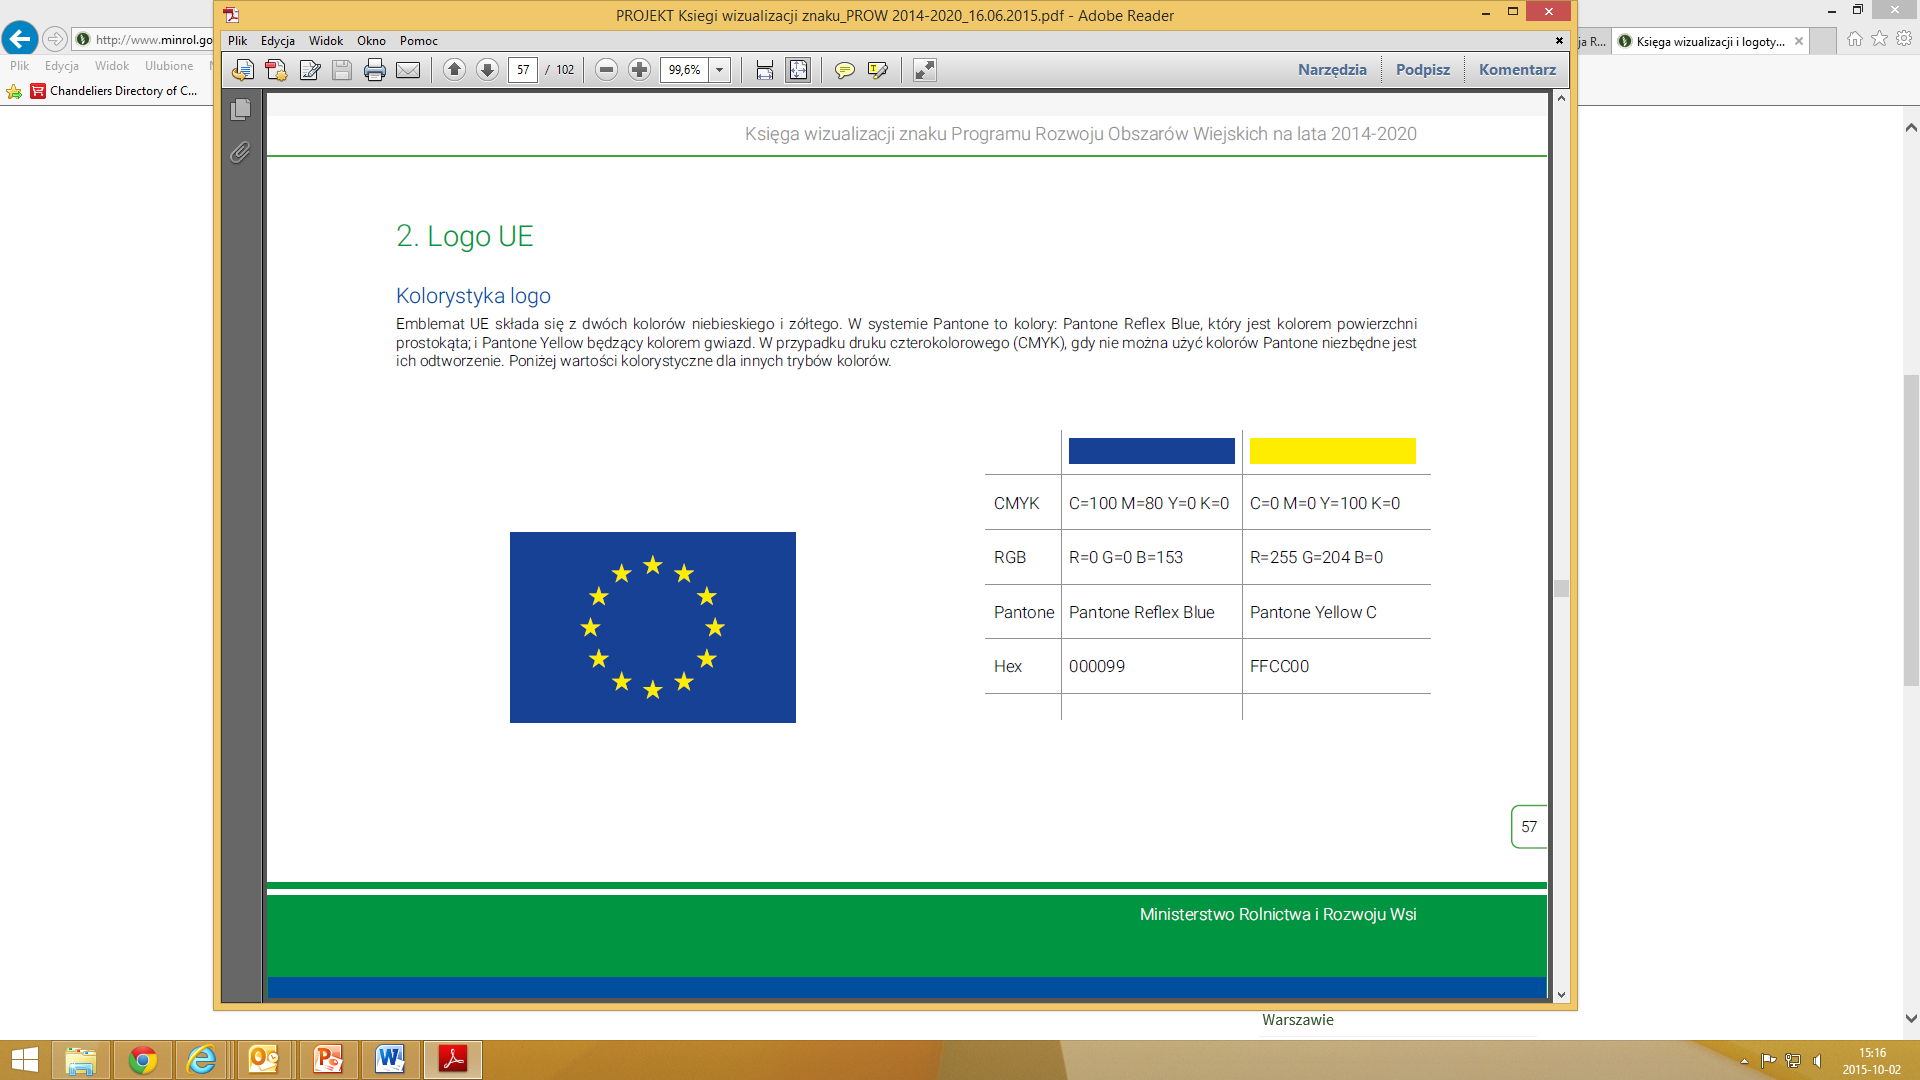 PROJEKT Ksiegi wizualizacji znaku_PROW 2014-2020_16.06.2015.pdf - Adobe Reader
http://www.minrol.go
ja R...
Księga wizualizacji i logoty...
Plik Edycja Widok Ulubione
Chandeliers Directory of C...
Plik Edycja Widok Okno Pomoc
57 / 102
99,6%
Narzędzia Podpisz Komentarz
Księga wizualizacji znaku Programu Rozwoju Obszarów Wiejskich na lata 2014-2020
2. Logo UE
Kolorystyka logo
Emblemat UE składa się z dwóch kolorów niebieskiego i zółtego. W systemie Pantone to kolory: Pantone Reflex Blue, który jest kolorem powierzchni
prostokąta; i Pantone Yellow będzący kolorem gwiazd. W przypadku druku czterokolorowego (CMYK), gdy nie można użyć kolorów Pantone niezbędne jest
ich odtworzenie. Poniżej wartości kolorystyczne dla innych trybów kolorów.
CMYK C=100 M=80 Y=0 K=0 C=0 M=0 Y=100 K=0
RGB R=0 G=0 B=153 R=255 G=204 B=0
Pantone Pantone Reflex Blue Pantone Yellow C
Hex 000099 FFCC00
57
Ministerstwo Rolnictwa i Rozwoju Wsi
Warszawie
15:16
2015-10-02